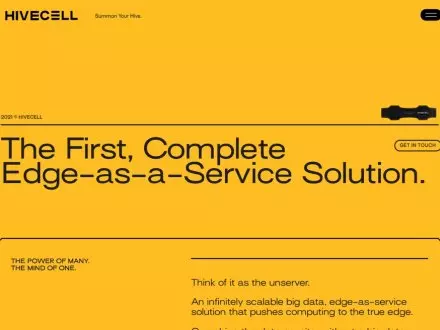 HIVECELL
Summon Your Hive.
2021 © HIVECELL
The First, Complete
Edge-as-a-Service Solution.
GET IN TOUCH
THE POWER OF MANY.
THE MIND OF ONE.
Think of it as the unserver.
An infinitely scalable big data, edge-as-service
solution that pushes computing to the true edge.